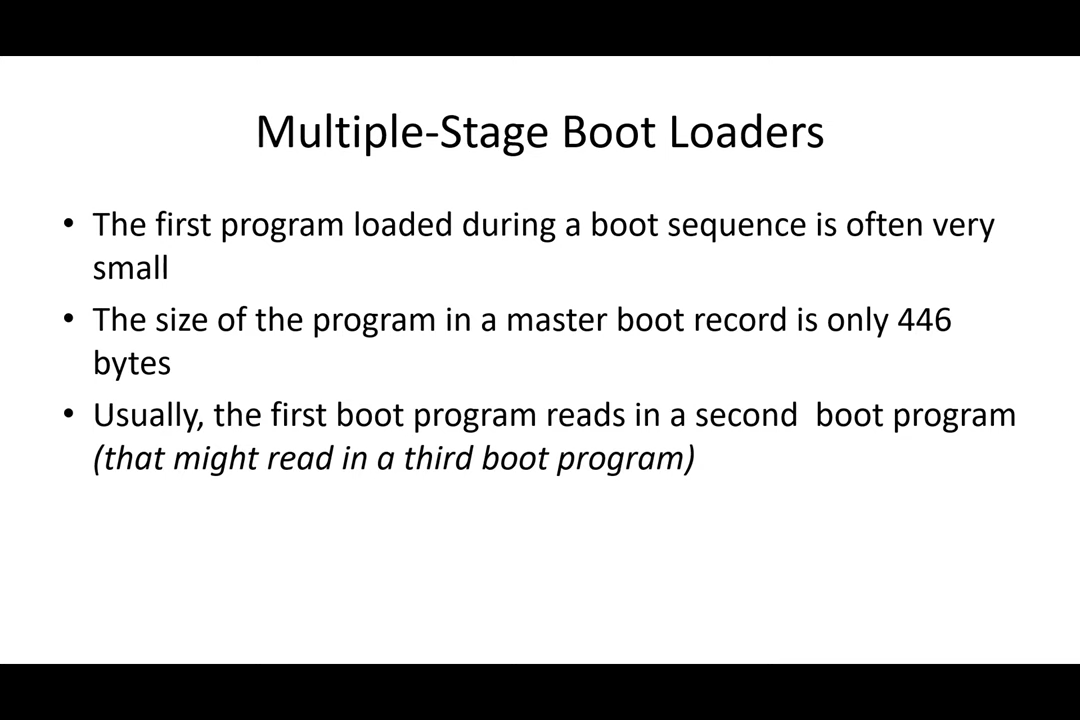 Multiple-Stage Boot Loaders
• The first program loaded during a boot sequence is often very
small
• The size of the program in a master boot record is only 446
bytes
• Usually, the first boot program reads in a second  boot program
(that might read in a third boot program)